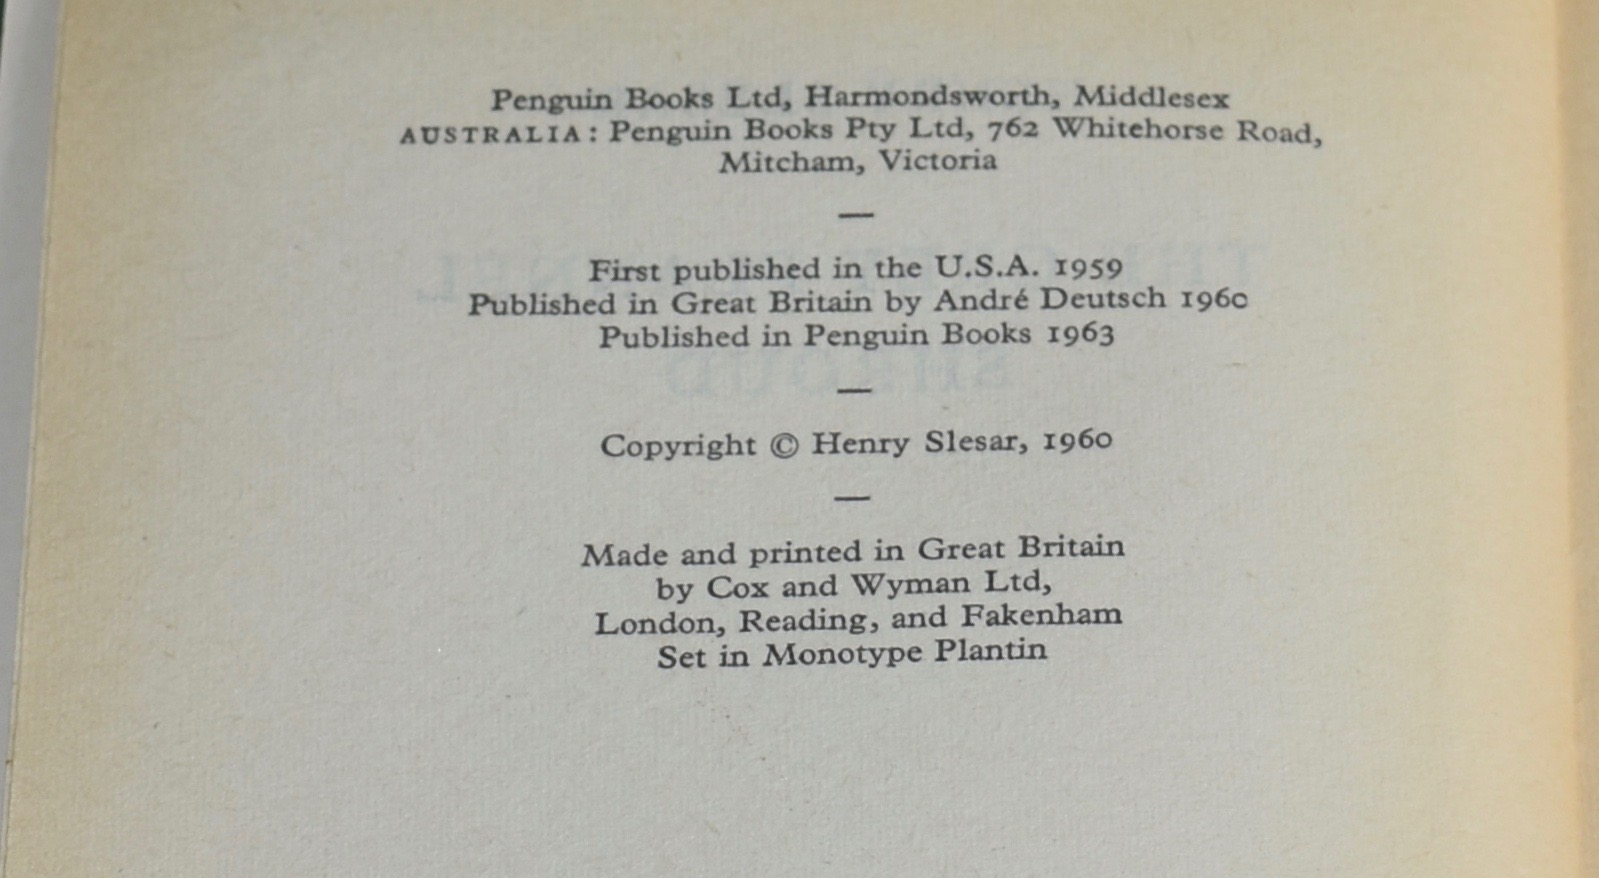 Penguin Books Ltd, Harmondsworth, Middlesex
AUSTRALIA: Penguin Books Pty Ltd, 762 Whitehorse Road,
Mitcham, Victoria
—
First published in the U.S.A. 1959
Published in Great Britain by André Deutsch 1960
Published in Penguin Books 1963
—
Copyright © Henry Slesar, 1960
—
Made and printed in Great Britain
by Cox and Wyman Ltd,
London, Reading, and Fakenham
Set in Monotype Plantin